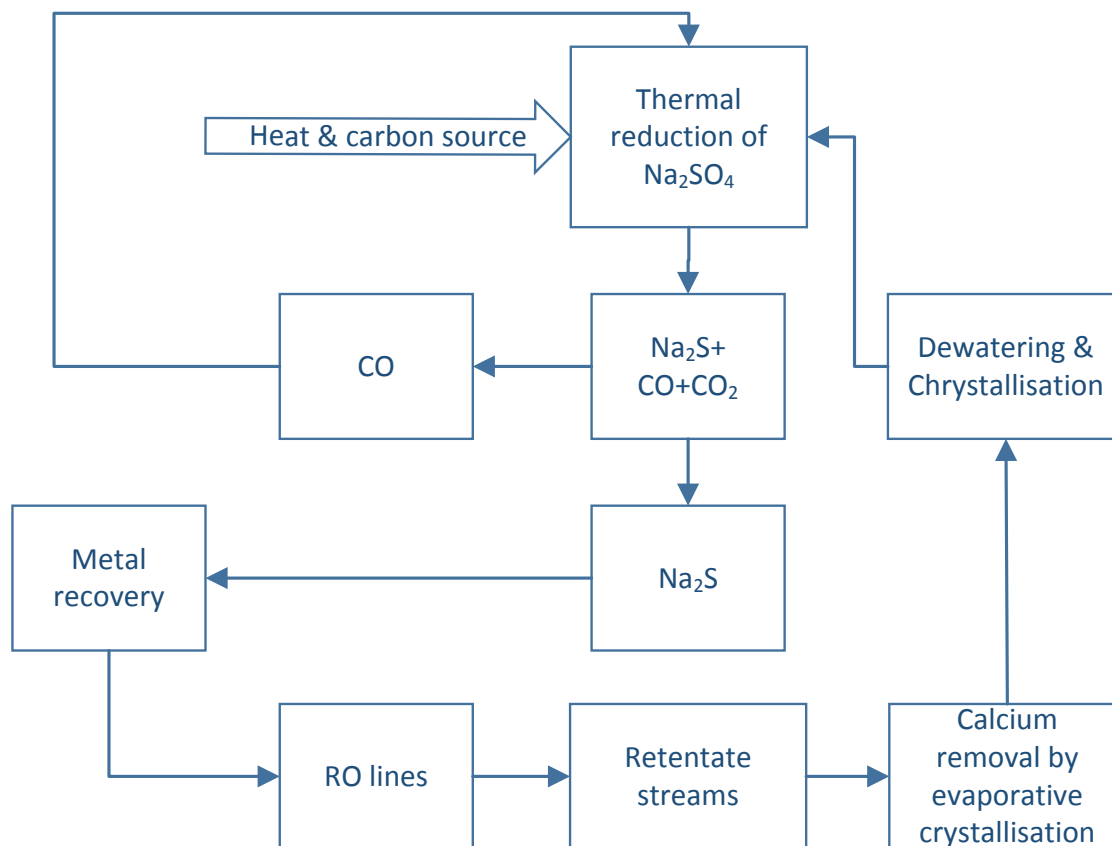 Thermal
reduction of
Na₂SO₄
Heat & carbon source
CO
Na₂S+
CO+CO₂
Dewatering &
Chrystallisation
Metal
recovery
Na₂S
RO lines
Retentate
streams
Calcium
removal by
evaporative
crystallisation